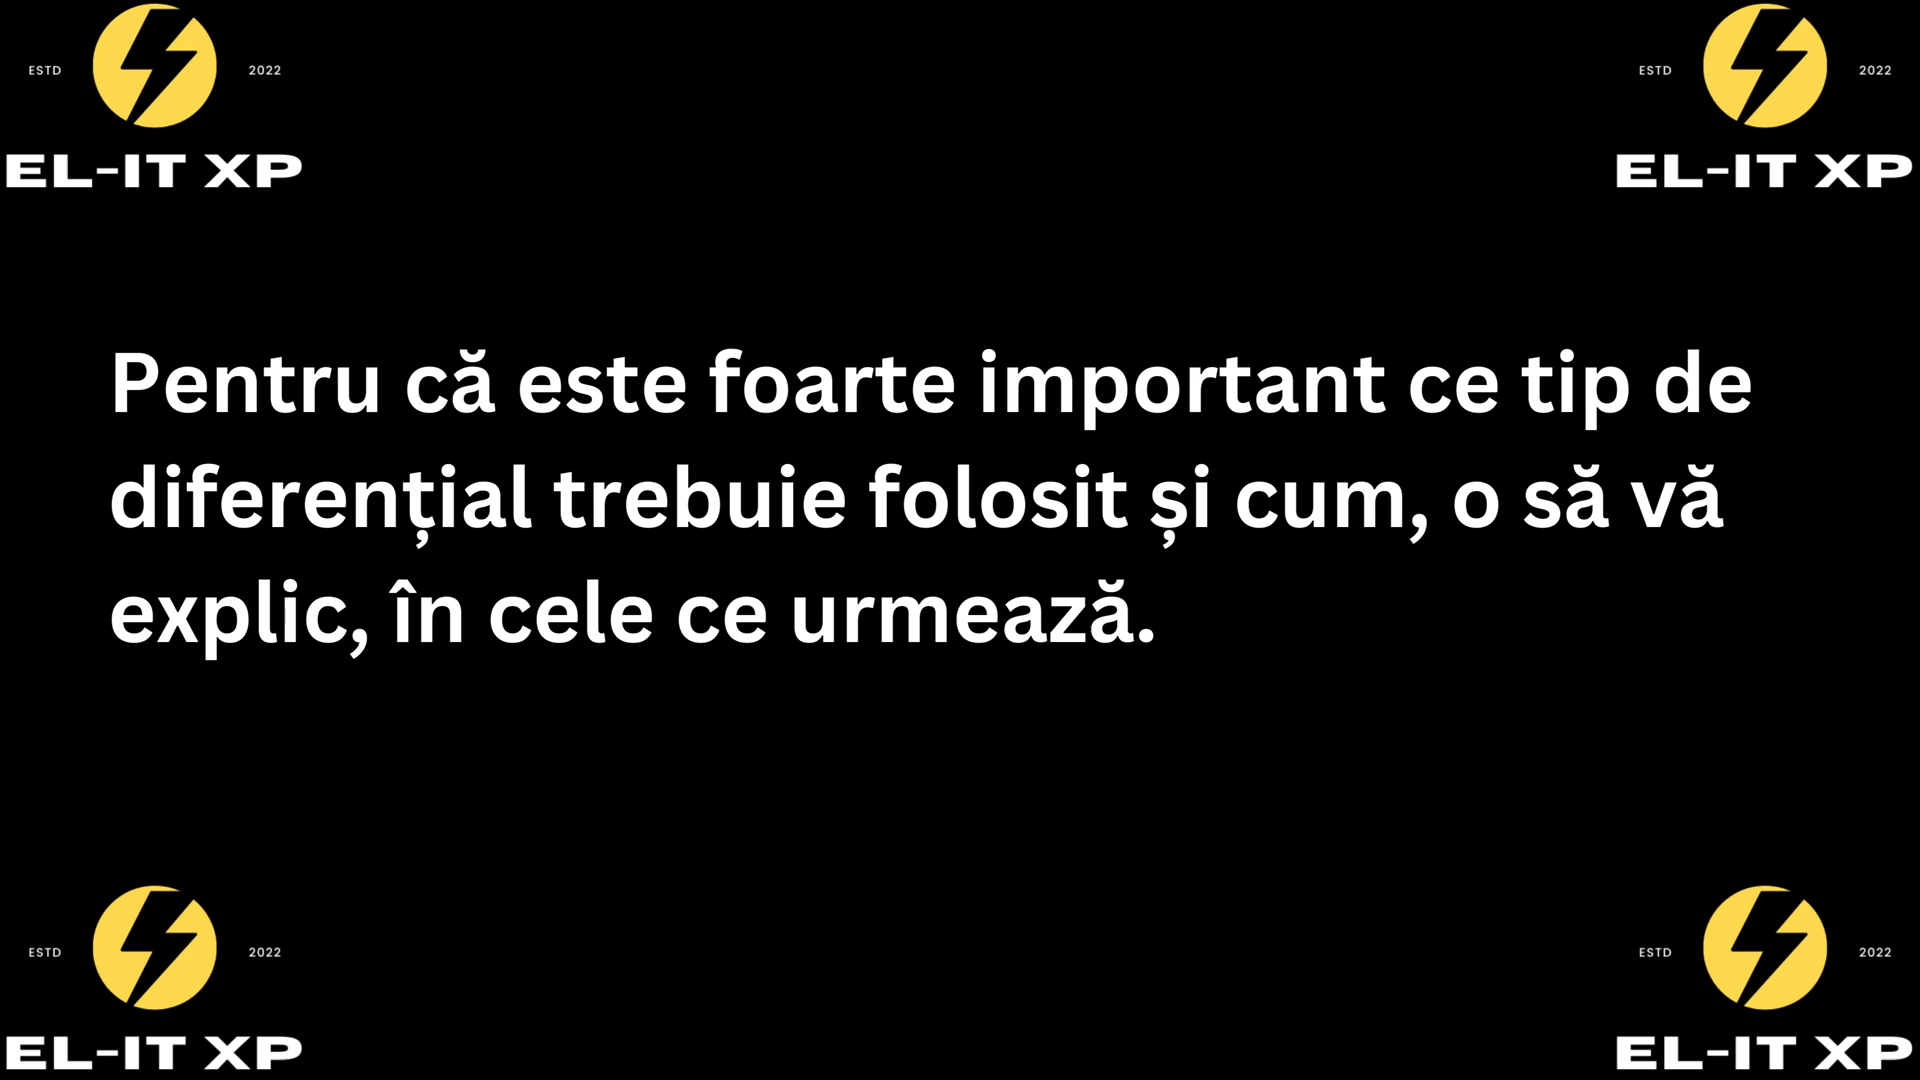 ESTD 2022
EL-IT XP
ESTD 2022
EL-IT XP
Pentru că este foarte important ce tip de
diferențial trebuie folosit și cum, o să vă
explic, în cele ce urmează.
ESTD 2022
EL-IT XP
ESTD 2022
EL-IT XP